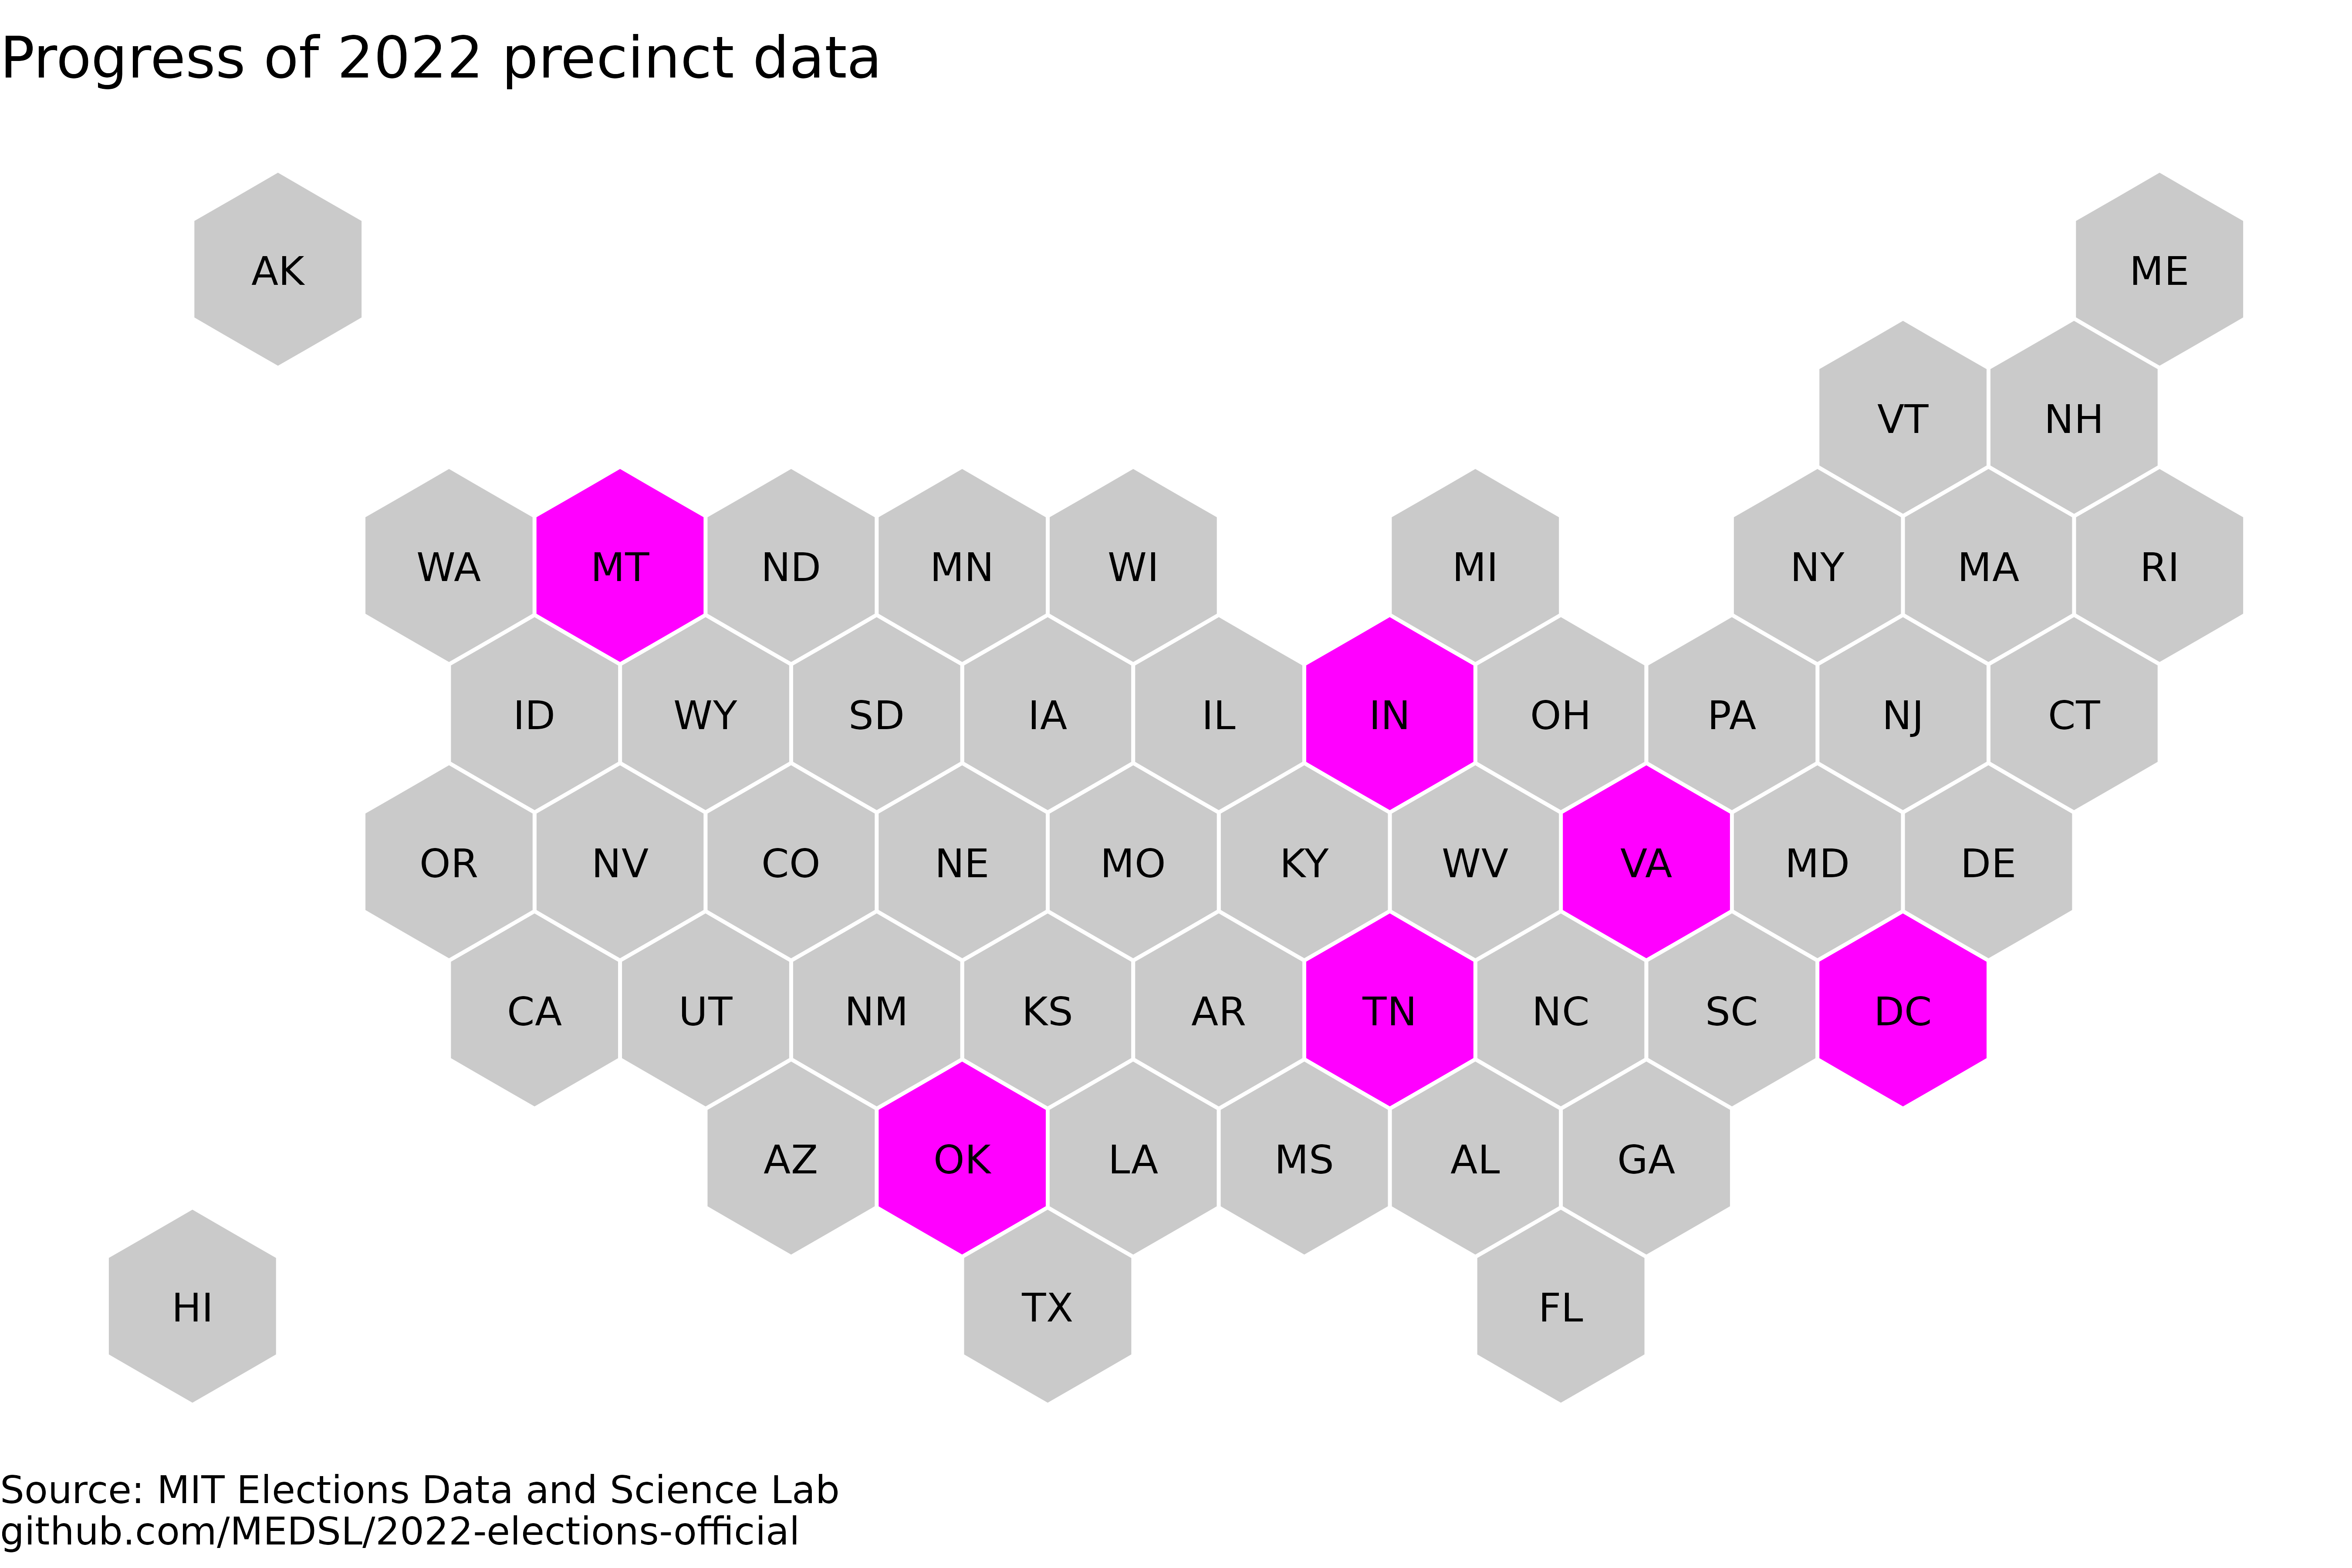 Progress of 2022 precinct data
AK
ME
VT
NH
WA
MT
ND
MN
WI
MI
NY
MA
RI
ID
WY
SD
IA
IL
IN
OH
PA
NJ
CT
OR
NV
CO
NE
MO
KY
WV
VA
MD
DE
CA
UT
NM
KS
AR
TN
NC
SC
DC
AZ
OK
LA
MS
AL
GA
HI
TX
FL
Source: MIT Elections Data and Science Lab
github.com/MEDSL/2022-elections-official